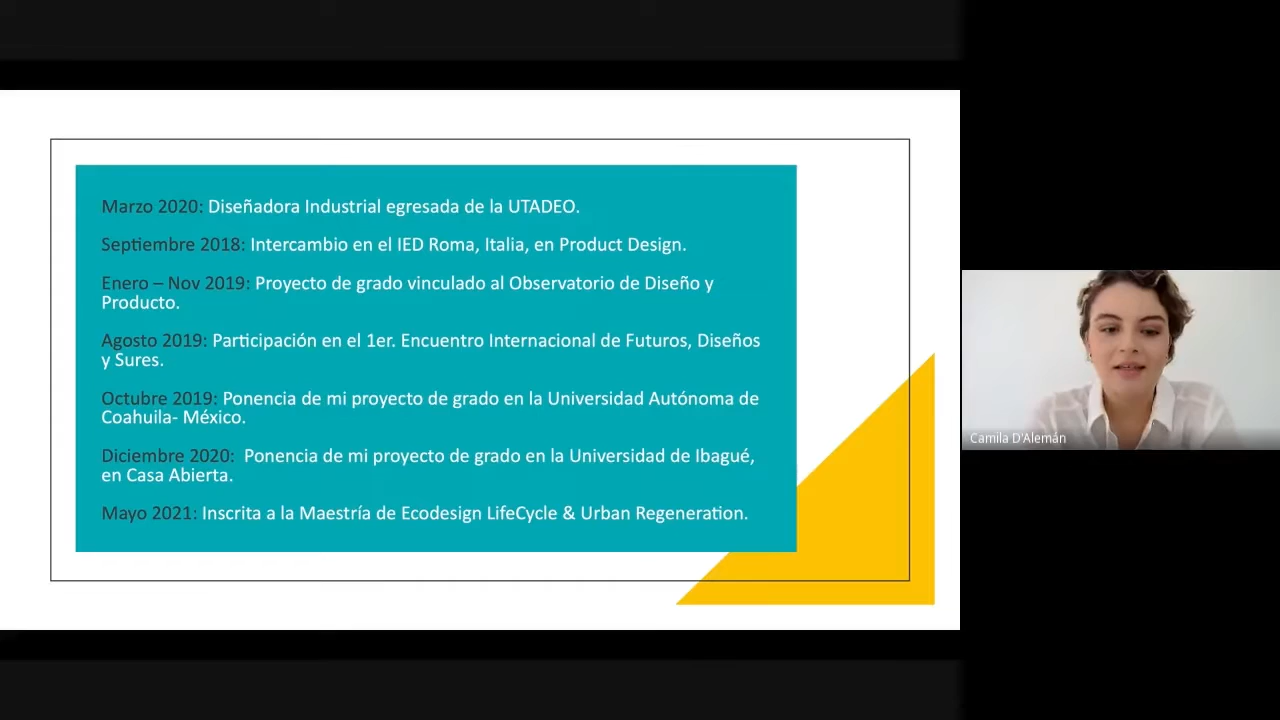 Marzo 2020: Diseñadora Industrial egresada de la UTADEO.
Septiembre 2018: Intercambio en el IED Roma, Italia, en Product Design.
Enero – Nov 2019: Proyecto de grado vinculado al Observatorio de Diseño y
Producto.
Agosto 2019: Participación en el 1er. Encuentro Internacional de Futuros, Diseños
y Sures.
Octubre 2019: Ponencia de mi proyecto de grado en la Universidad Autónoma de
Coahuila- México.
Diciembre 2020:  Ponencia de mi proyecto de grado en la Universidad de Ibagué,
en Casa Abierta.
Mayo 2021: Inscrita a la Maestría de Ecodesign LifeCycle & Urban Regeneration.
Camila D'Alemán